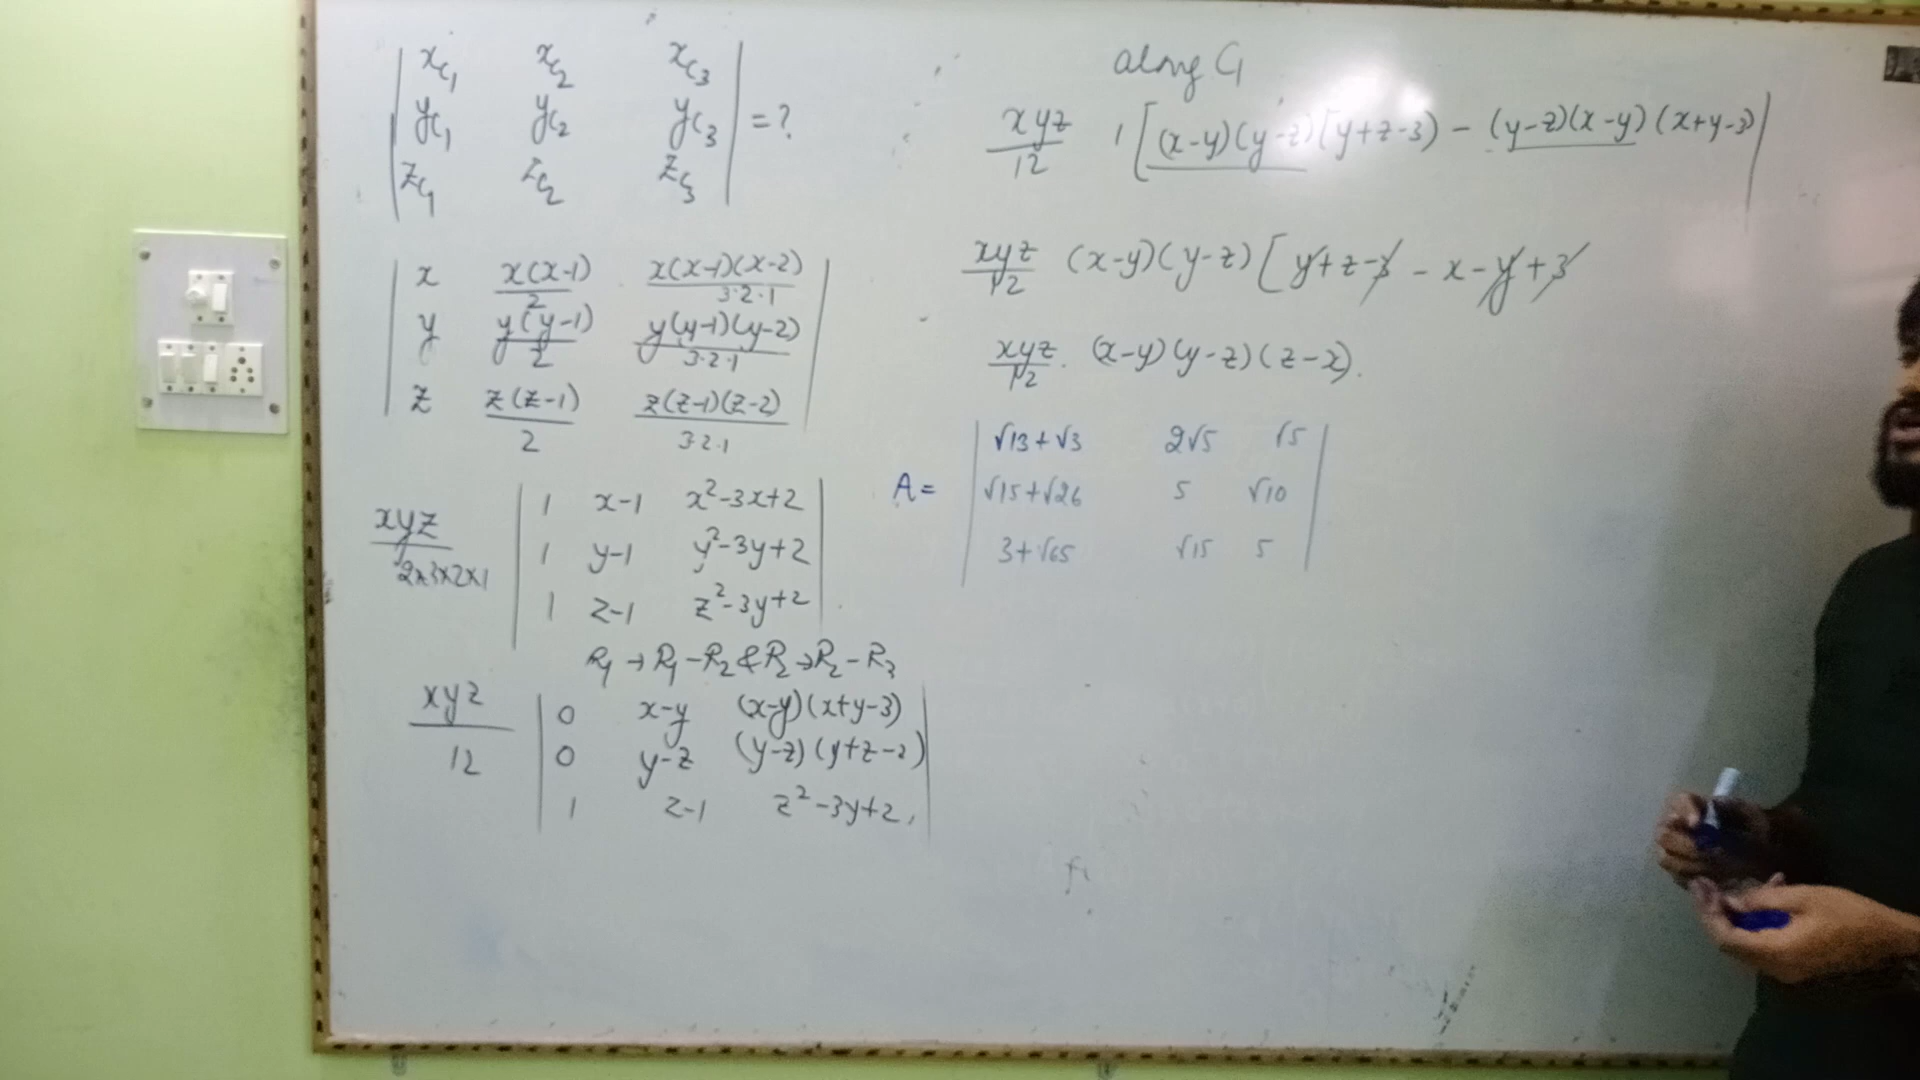 | xC₁ xC₂ xC₃ |
| yC₁ yC₂ yC₃ | = ?
| zC₁ zC₂ zC₃ |
| x x(x-1)/2 x(x-1)(x-2)/3·2·1 |
| y y(y-1)/2 y(y-1)(y-2)/3·2·1 |
| z z(z-1)/2 z(z-1)(z-2)/3·2·1 |
xyz/2×3×2×1 | 1 x-1 x²-3x+2 |
| 1 y-1 y²-3y+2 |
| 1 z-1 z²-3y+2 |
R₁→R₁-R₂ & R₂→R₂-R₃
xyz/12 | 0 x-y (x-y)(x+y-3) |
| 0 y-z (y-z)(y+z-2) |
| 1 z-1 z²-3y+2, |
along C₁
xyz/12 1[(x-y)(y-z)(y+z-3) - (y-z)(x-y)(x+y-3)|
xyz/12 (x-y)(y-z)[y+z-3-x-y+3
xyz/12 . (x-y)(y-z)(z-x).
| √13+√3 2√5 √5 |
A = | √15+√26 5 √10 |
| 3+√65 √15 5 |